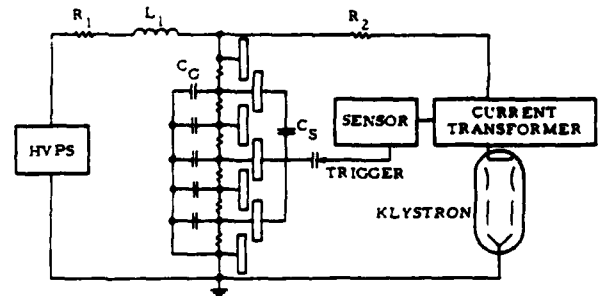 R1
L1
R2
CG
CS
SENSOR
CURRENT
TRANSFORMER
HVPS
TRIGGER
KLYSTRON